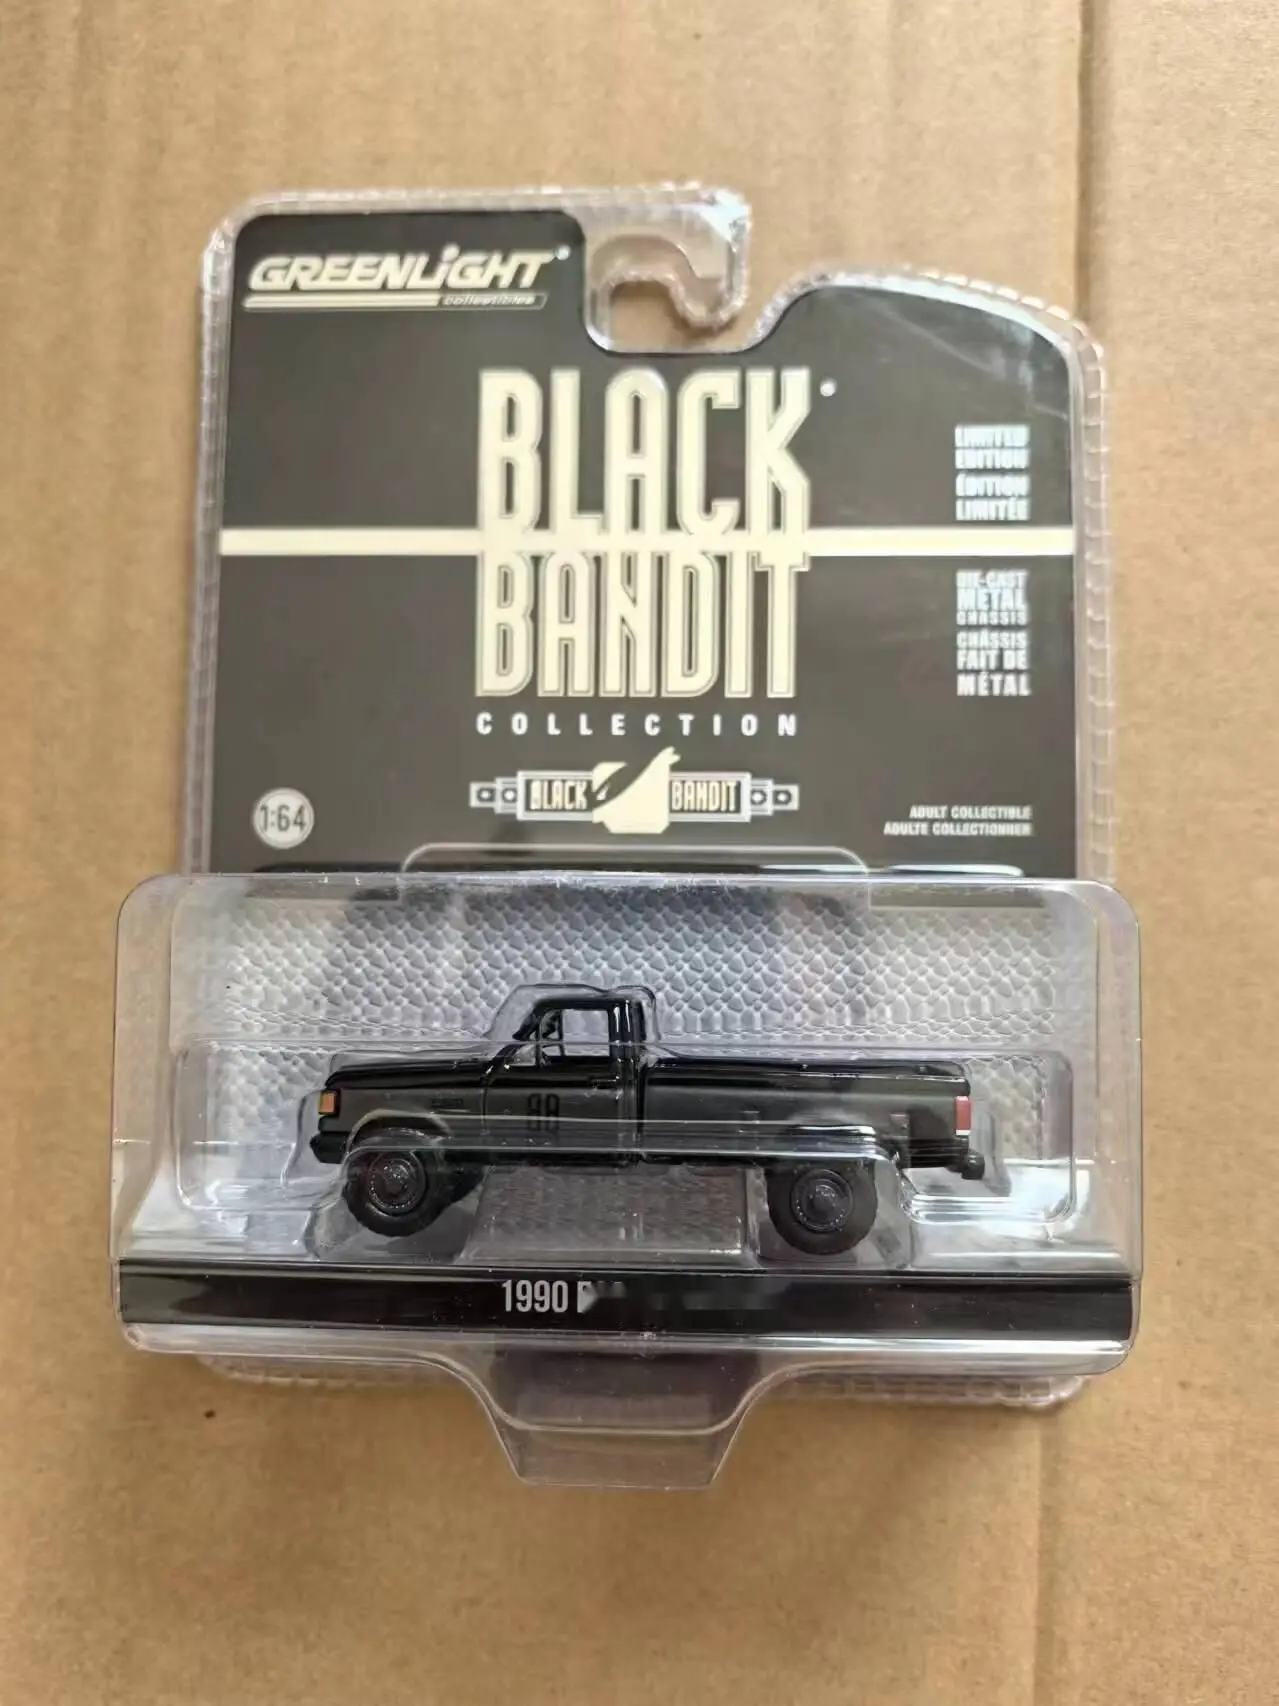 GREENLiGHT
collectibles
BLACK
BANDIT
COLLECTION
LIMITED
EDITION
ÉDITION
LIMITÉE
DIE-CAST
METAL
CHASSIS
CHÂSSIS
FAIT DE
MÉTAL
BLACK BANDIT
1:64
ADULT COLLECTIBLE
ADULTE COLLECTIONNER
1990